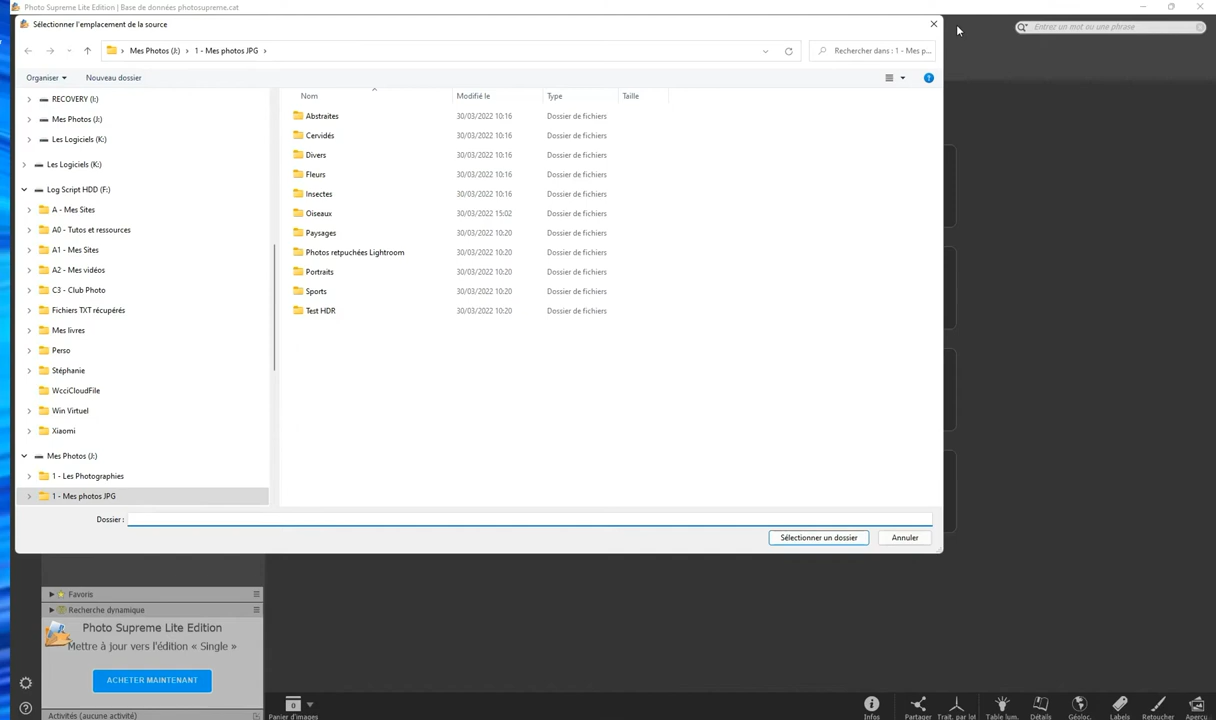 Photo Supreme Lite Edition | Base de données photosupreme.cat
Sélectionner l'emplacement de la source
Mes Photos (J:) › 1 - Mes photos JPG ›
Rechercher dans : 1 - Mes p...
Entrez un mot ou une phrase
Organiser
Nouveau dossier
Nom Modifié le Type Taille
RECOVERY (I:)
Mes Photos (J:)
Les Logiciels (K:)
Les Logiciels (K:)
Log Script HDD (F:)
A - Mes Sites
A0 - Tutos et ressources
A1 - Mes Sites
A2 - Mes vidéos
C3 - Club Photo
Fichiers TXT récupérés
Mes livres
Perso
Stéphanie
WcciCloudFile
Win Virtuel
Xiaomi
Mes Photos (J:)
1 - Les Photographies
1 - Mes photos JPG
Abstraites 30/03/2022 10:16 Dossier de fichiers
Cervidés 30/03/2022 10:16 Dossier de fichiers
Divers 30/03/2022 10:16 Dossier de fichiers
Fleurs 30/03/2022 10:16 Dossier de fichiers
Insectes 30/03/2022 10:16 Dossier de fichiers
Oiseaux 30/03/2022 15:02 Dossier de fichiers
Paysages 30/03/2022 10:20 Dossier de fichiers
Photos retpuchées Lightroom 30/03/2022 10:20 Dossier de fichiers
Portraits 30/03/2022 10:20 Dossier de fichiers
Sports 30/03/2022 10:20 Dossier de fichiers
Test HDR 30/03/2022 10:20 Dossier de fichiers
Dossier :
Sélectionner un dossier
Annuler
Favoris
Recherche dynamique
Photo Supreme Lite Edition
Mettre à jour vers l'édition « Single »
ACHETER MAINTENANT
Activités (aucune activité)
0
Panier d'images
Infos
Partager
Trait. par lot
Table lum.
Détails
Géoloc.
Labels
Retoucher
Aperçu